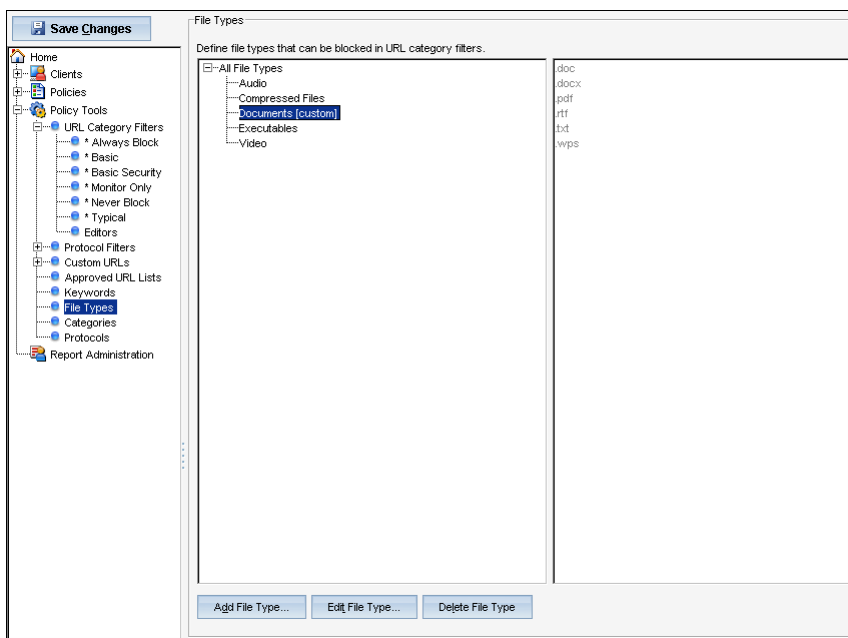 Save Changes
Home
Clients
Policies
Policy Tools
URL Category Filters
* Always Block
* Basic
* Basic Security
* Monitor Only
* Never Block
* Typical
Editors
Protocol Filters
Custom URLs
Approved URL Lists
Keywords
File Types
Categories
Protocols
Report Administration
File Types
Define file types that can be blocked in URL category filters.
All File Types
Audio
Compressed Files
Documents [custom]
Executables
Video
.doc
.docx
.pdf
.rtf
.txt
.wps
Add File Type...
Edit File Type...
Delete File Type